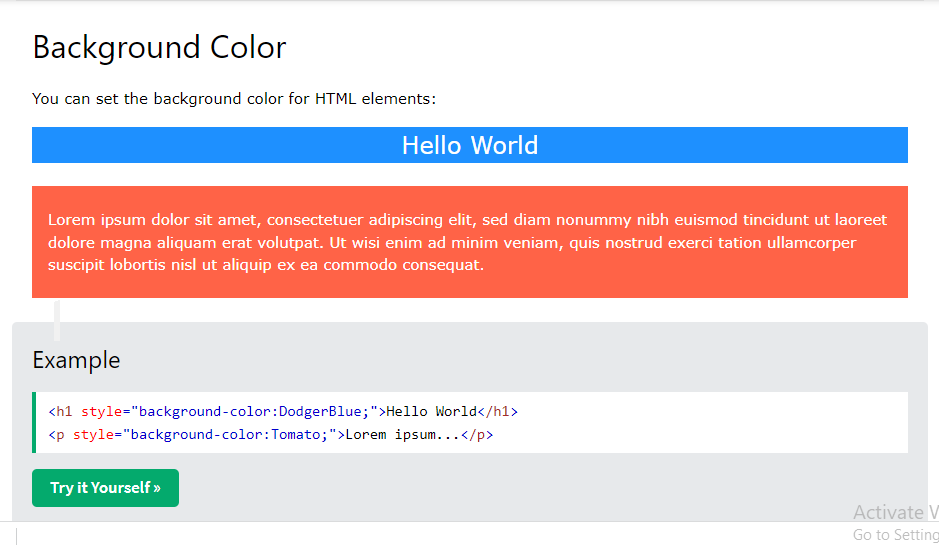 Background Color
You can set the background color for HTML elements:
Hello World
Lorem ipsum dolor sit amet, consectetuer adipiscing elit, sed diam nonummy nibh euismod tincidunt ut laoreet
dolore magna aliquam erat volutpat. Ut wisi enim ad minim veniam, quis nostrud exerci tation ullamcorper
suscipit lobortis nisl ut aliquip ex ea commodo consequat.
Example
<h1 style="background-color:DodgerBlue;">Hello World</h1>
<p style="background-color:Tomato;">Lorem ipsum...</p>
Try it Yourself »
Activate W
Go to Setting